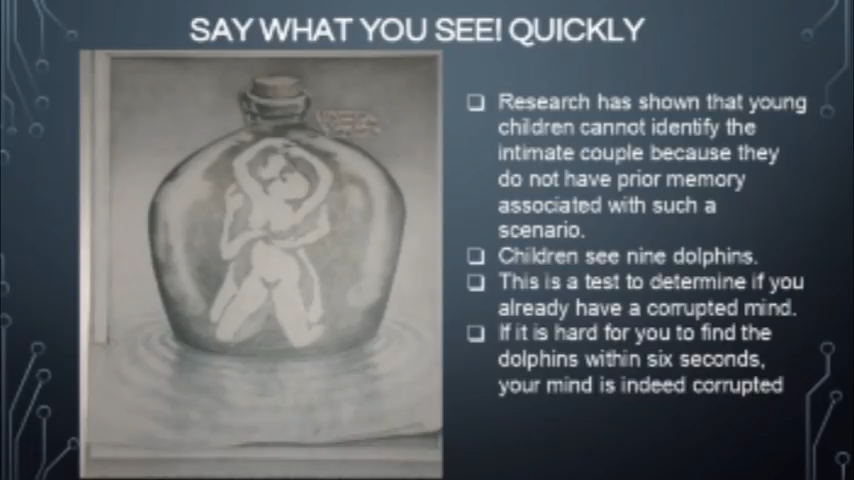 SAY WHAT YOU SEE! QUICKLY
Research has shown that young
children cannot identify the
intimate couple because they
do not have prior memory
associated with such a
scenario.
Children see nine dolphins.
This is a test to determine if you
already have a corrupted mind.
If it is hard for you to find the
dolphins within six seconds,
your mind is indeed corrupted